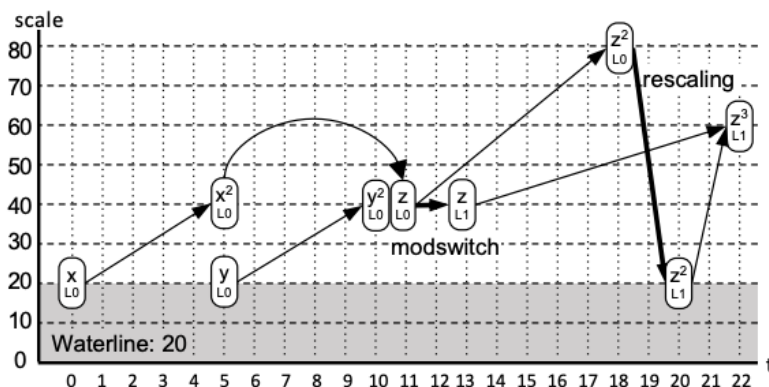 scale
80
70
60
50
40
30
20
10
0
x
L0
x²
L0
y
L0
y²
L0
z
L0
z
L1
modswitch
z²
L0
rescaling
z²
L1
z³
L1
Waterline: 20
0 1 2 3 4 5 6 7 8 9 10 11 12 13 14 15 16 17 18 19 20 21 22